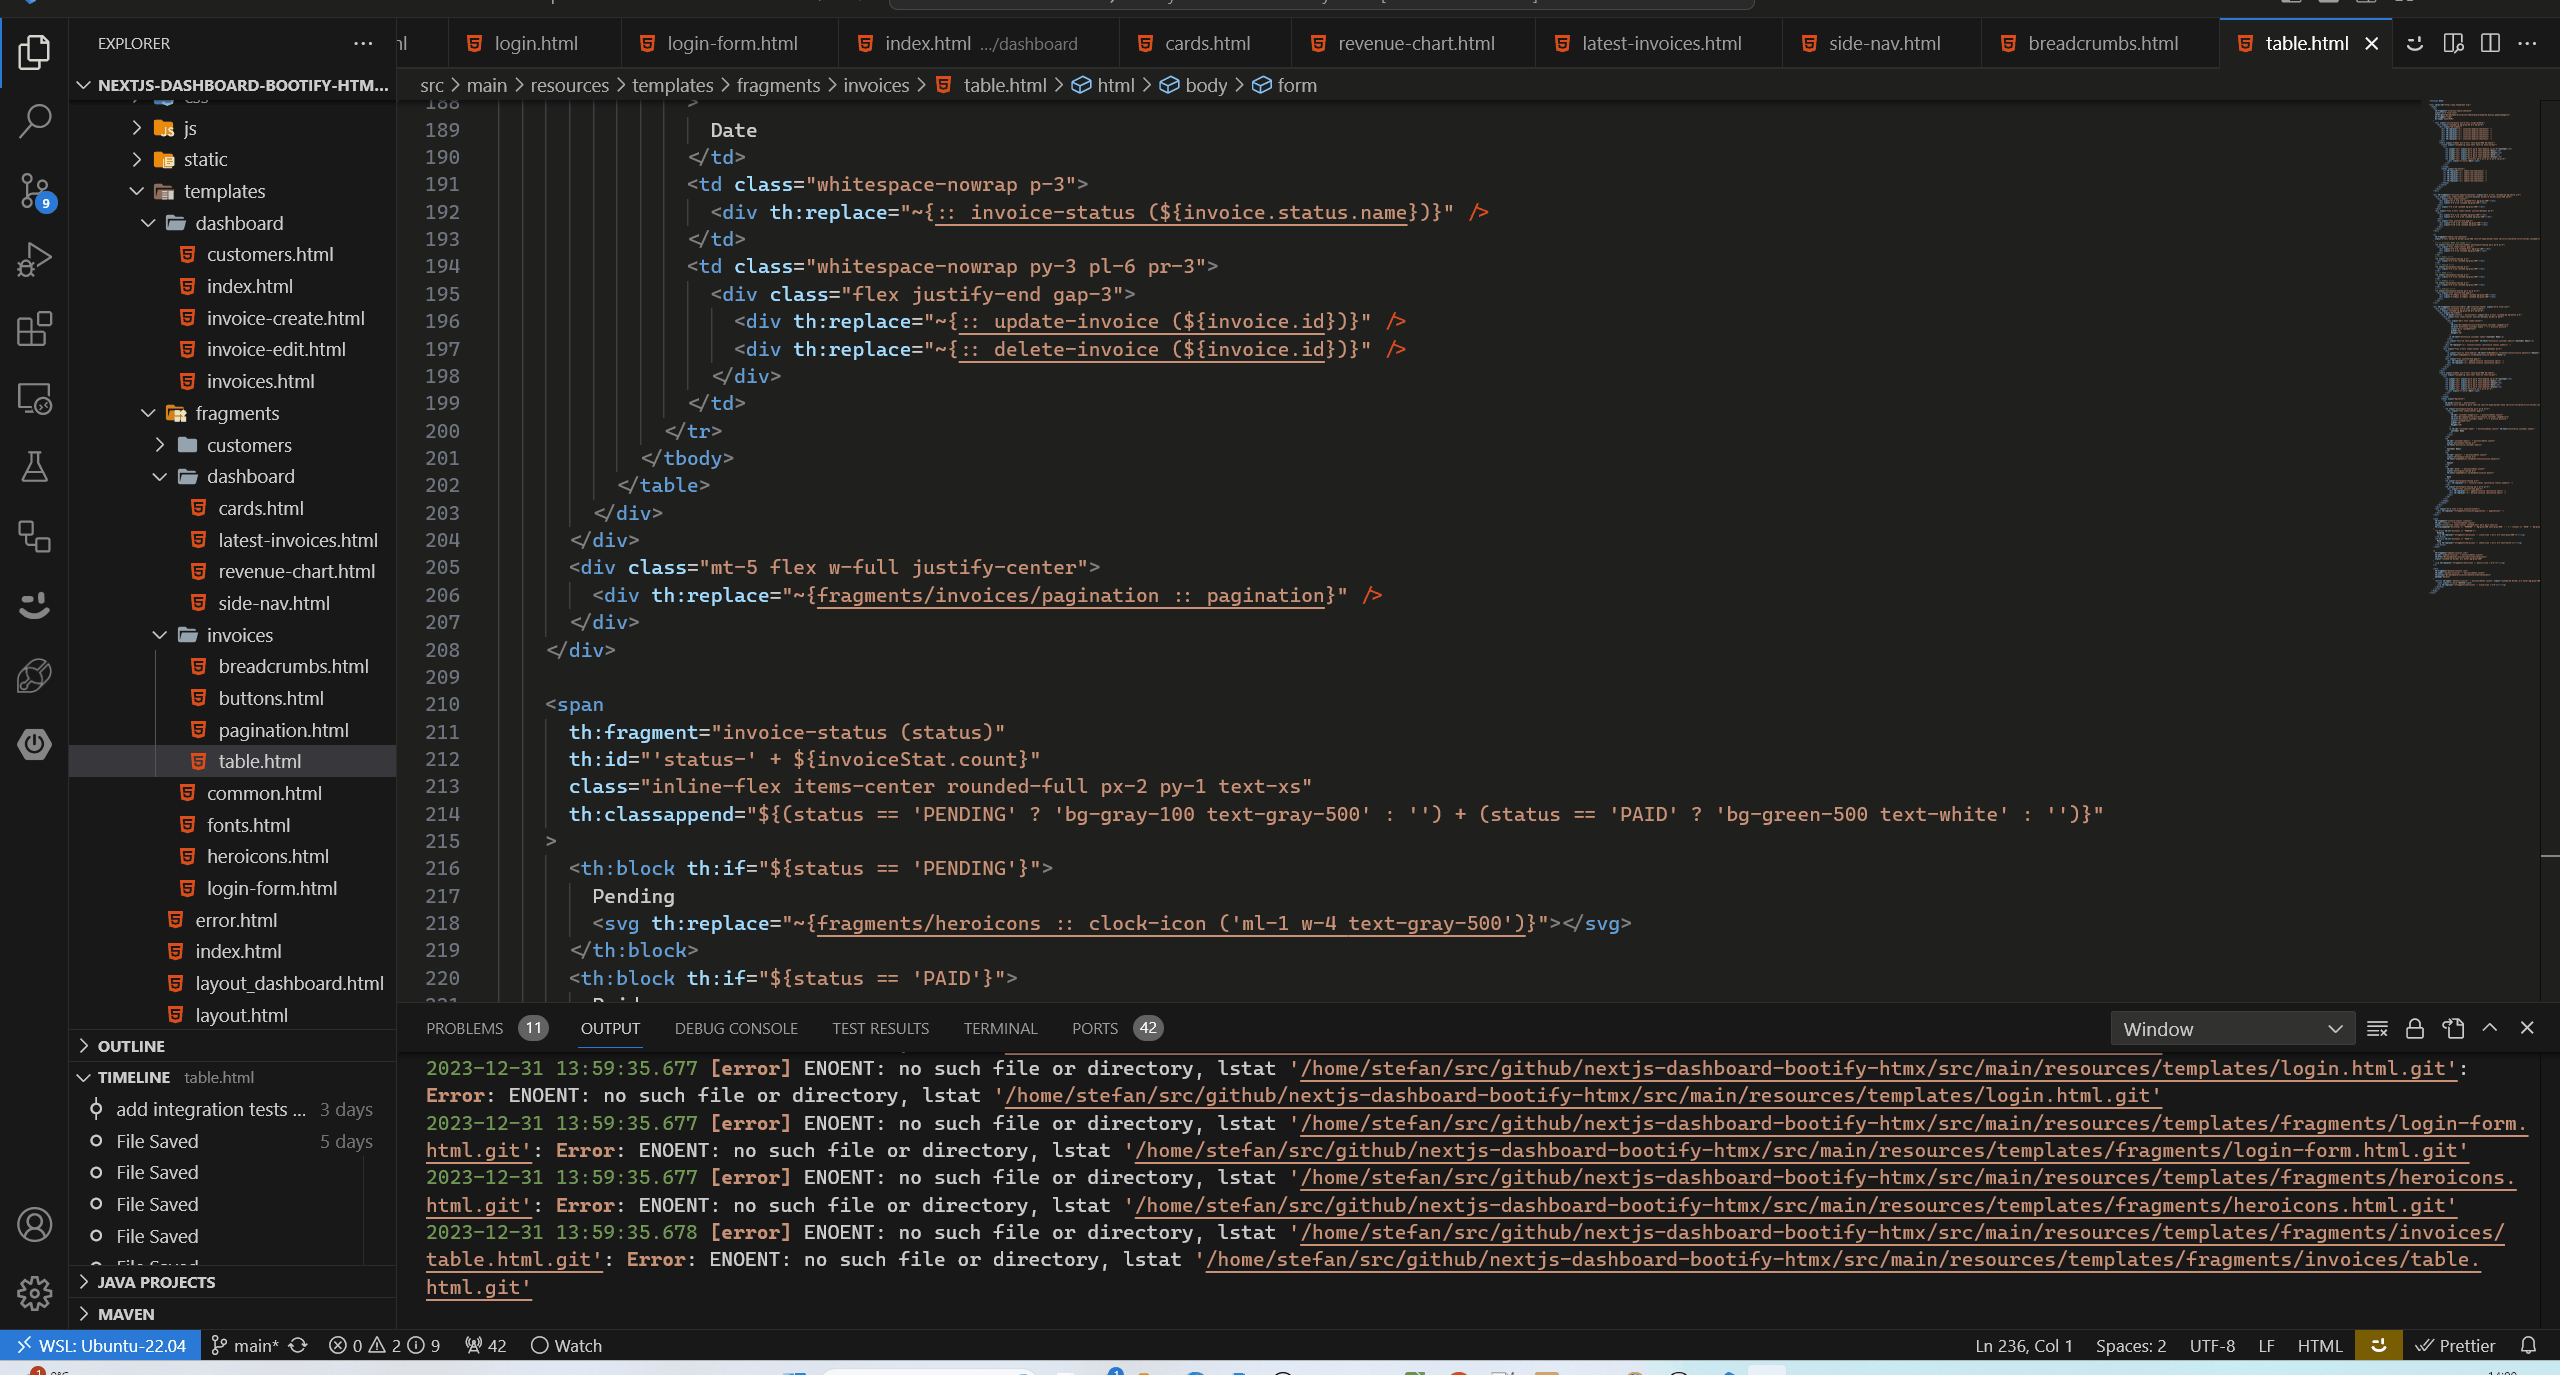 EXPLORER
NEXTJS-DASHBOARD-BOOTIFY-HTM...
js
static
templates
dashboard
customers.html
index.html
invoice-create.html
invoice-edit.html
invoices.html
fragments
customers
dashboard
cards.html
latest-invoices.html
revenue-chart.html
side-nav.html
invoices
breadcrumbs.html
buttons.html
pagination.html
table.html
common.html
fonts.html
heroicons.html
login-form.html
error.html
index.html
layout_dashboard.html
layout.html
OUTLINE
TIMELINE table.html
add integration tests ... 3 days
File Saved 5 days
File Saved
File Saved
File Saved
JAVA PROJECTS
MAVEN
9
login.html login-form.html index.html .../dashboard cards.html revenue-chart.html latest-invoices.html side-nav.html breadcrumbs.html table.html
src > main > resources > templates > fragments > invoices > table.html > html > body > form
188 >
189 Date
190 </td>
191 <td class="whitespace-nowrap p-3">
192 <div th:replace="~{:: invoice-status (${invoice.status.name})}" />
193 </td>
194 <td class="whitespace-nowrap py-3 pl-6 pr-3">
195 <div class="flex justify-end gap-3">
196 <div th:replace="~{:: update-invoice (${invoice.id})}" />
197 <div th:replace="~{:: delete-invoice (${invoice.id})}" />
198 </div>
199 </td>
200 </tr>
201 </tbody>
202 </table>
203 </div>
204 </div>
205 <div class="mt-5 flex w-full justify-center">
206 <div th:replace="~{fragments/invoices/pagination :: pagination}" />
207 </div>
208 </div>
209
210 <span
211 th:fragment="invoice-status (status)"
212 th:id="'status-' + ${invoiceStat.count}"
213 class="inline-flex items-center rounded-full px-2 py-1 text-xs"
214 th:classappend="${(status == 'PENDING' ? 'bg-gray-100 text-gray-500' : '') + (status == 'PAID' ? 'bg-green-500 text-white' : '')}"
215 >
216 <th:block th:if="${status == 'PENDING'}">
217 Pending
218 <svg th:replace="~{fragments/heroicons :: clock-icon ('ml-1 w-4 text-gray-500')}"></svg>
219 </th:block>
220 <th:block th:if="${status == 'PAID'}">
PROBLEMS 11 OUTPUT DEBUG CONSOLE TEST RESULTS TERMINAL PORTS 42 Window
2023-12-31 13:59:35.677 [error] ENOENT: no such file or directory, lstat '/home/stefan/src/github/nextjs-dashboard-bootify-htmx/src/main/resources/templates/login.html.git':
Error: ENOENT: no such file or directory, lstat '/home/stefan/src/github/nextjs-dashboard-bootify-htmx/src/main/resources/templates/login.html.git'
2023-12-31 13:59:35.677 [error] ENOENT: no such file or directory, lstat '/home/stefan/src/github/nextjs-dashboard-bootify-htmx/src/main/resources/templates/fragments/login-form.
html.git': Error: ENOENT: no such file or directory, lstat '/home/stefan/src/github/nextjs-dashboard-bootify-htmx/src/main/resources/templates/fragments/login-form.html.git'
2023-12-31 13:59:35.677 [error] ENOENT: no such file or directory, lstat '/home/stefan/src/github/nextjs-dashboard-bootify-htmx/src/main/resources/templates/fragments/heroicons.
html.git': Error: ENOENT: no such file or directory, lstat '/home/stefan/src/github/nextjs-dashboard-bootify-htmx/src/main/resources/templates/fragments/heroicons.html.git'
2023-12-31 13:59:35.678 [error] ENOENT: no such file or directory, lstat '/home/stefan/src/github/nextjs-dashboard-bootify-htmx/src/main/resources/templates/fragments/invoices/
table.html.git': Error: ENOENT: no such file or directory, lstat '/home/stefan/src/github/nextjs-dashboard-bootify-htmx/src/main/resources/templates/fragments/invoices/table.
html.git'
WSL: Ubuntu-22.04 main* 0 2 9 42 Watch Ln 236, Col 1 Spaces: 2 UTF-8 LF HTML Prettier